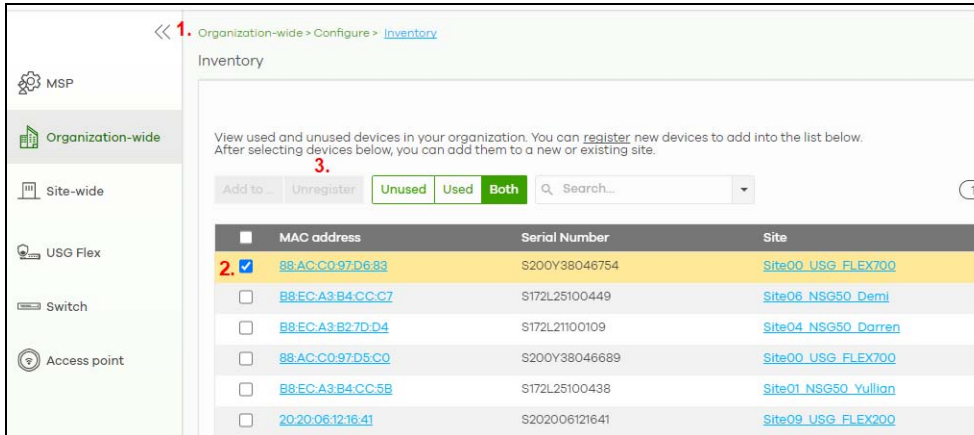 1. Organization-wide > Configure > Inventory
Inventory
MSP
Organization-wide
Site-wide
USG Flex
Switch
Access point
View used and unused devices in your organization. You can register new devices to add into the list below.
After selecting devices below, you can add them to a new or existing site.
3.
Add to ... Unregister Unused Used Both Search...
MAC address Serial Number Site
2. 88:AC:C0:97:D6:83 S200Y38046754 Site00_USG_FLEX700
B8:EC:A3:B4:CC:C7 S172L25100449 Site06_NSG50_Demi
B8:EC:A3:B2:7D:D4 S172L21100109 Site04_NSG50_Darren
88:AC:C0:97:D5:C0 S200Y38046689 Site00_USG_FLEX700
B8:EC:A3:B4:CC:5B S172L25100438 Site01_NSG50_Yullian
20:20:06:12:16:41 S202006121641 Site09_USG_FLEX200